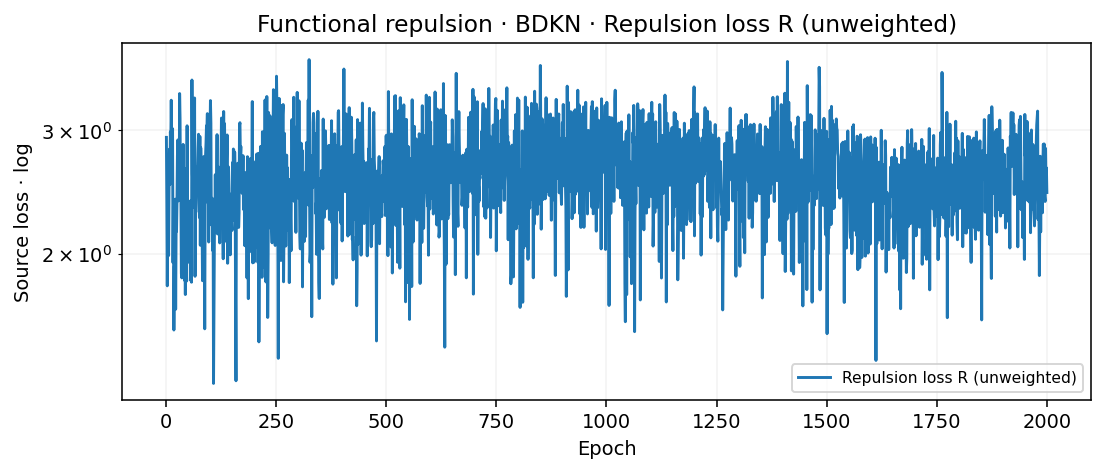 Functional repulsion · BDKN · Repulsion loss R (unweighted)
Source loss · log
3 × 10⁰
2 × 10⁰
Repulsion loss R (unweighted)
0 250 500 750 1000 1250 1500 1750 2000
Epoch